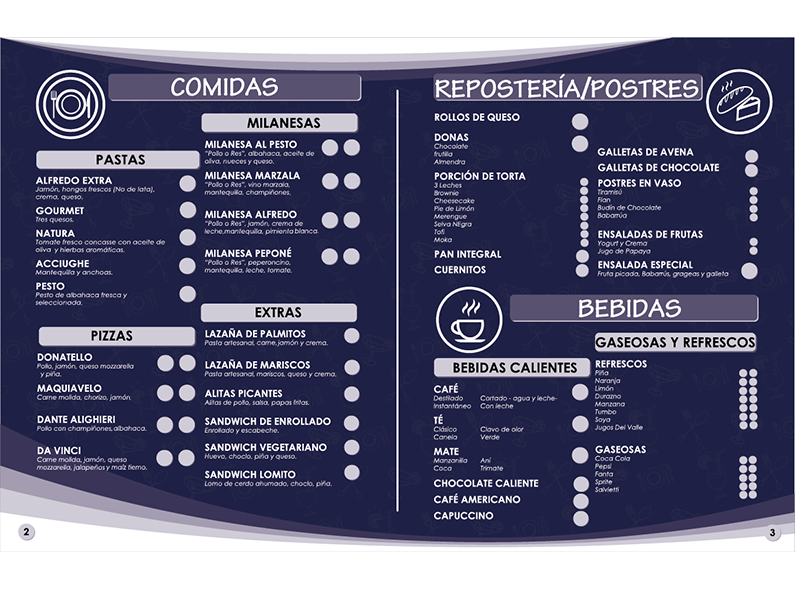 COMIDAS
PASTAS
ALFREDO EXTRA
Jamón, hongos frescos (No de lata),
crema, queso.
GOURMET
Tres quesos.
NATURA
Tomate fresco concasse con aceite de
oliva y hierbas aromáticas.
ACCIUGHE
Mantequilla y anchoas.
PESTO
Pesto de albahaca fresca y
seleccionada.
PIZZAS
DONATELLO
Pollo, jamón, queso mozzarella
y piña.
MAQUIAVELO
Carne molida, chorizo, jamón.
DANTE ALIGHIERI
Pollo con champiñones, albahaca.
DA VINCI
Carne molida, jamón, queso
mozzarella, jalapeños y maíz tierno.
MILANESAS
MILANESA AL PESTO
"Pollo o Res", albahaca, aceite de
oliva, nueces y queso.
MILANESA MARZALA
"Pollo o Res", vino marzala,
mantequilla, champiñones.
MILANESA ALFREDO
"Pollo o Res", jamón, crema de
leche,mantequilla, pimienta blanca.
MILANESA PEPONÉ
"Pollo o Res", peperoncino,
mantequilla, leche, tomate.
EXTRAS
LAZAÑA DE PALMITOS
Pasta artesanal, carne,jamón y crema.
LAZAÑA DE MARISCOS
Pasta artesanal, mariscos, queso y crema.
ALITAS PICANTES
Alitas de pollo, salsa, papas fritas.
SANDWICH DE ENROLLADO
Enrollado y escabeche.
SANDWICH VEGETARIANO
Huevo, choclo, piña y queso.
SANDWICH LOMITO
Lomo de cerdo ahumado, choclo, piña.
2
REPOSTERÍA/POSTRES
ROLLOS DE QUESO
DONAS
Chocolate
frutilla
Almendra
PORCIÓN DE TORTA
3 Leches
Brownie
Cheesecake
Pie de Limón
Merengue
Selva Negra
Tofi
Moka
PAN INTEGRAL
CUERNITOS
GALLETAS DE AVENA
GALLETAS DE CHOCOLATE
POSTRES EN VASO
Tiramisú
Flan
Budín de Chocolate
Babarrúa
ENSALADAS DE FRUTAS
Yogurt y Crema
Jugo de Papaya
ENSALADA ESPECIAL
Fruta picada, Babarrús, grageas y galleta
BEBIDAS
BEBIDAS CALIENTES
CAFÉ
Destilado Cortado - agua y leche-
Instantáneo Con leche
TÉ
Clásico Clavo de olor
Canela Verde
MATE
Manzanilla Aní
Coca Trimate
CHOCOLATE CALIENTE
CAFÉ AMERICANO
CAPUCCINO
GASEOSAS Y REFRESCOS
REFRESCOS
Piña
Naranja
Limón
Durazno
Manzana
Tumbo
Soya
Jugos Del Valle
GASEOSAS
Coca Cola
Pepsi
Fanta
Sprite
Salvietti
3